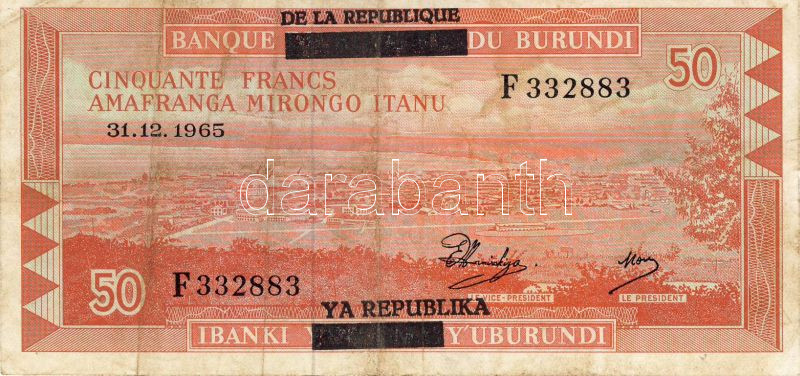 DE LA REPUBLIQUE
BANQUE DU BURUNDI
50
CINQUANTE FRANCS
AMAFRANGA MIRONGO ITANU
F 332883
31.12.1965
darabanth
50
F 332883
VICE-PRESIDENT
LE PRESIDENT
YA REPUBLIKA
IBANKI Y'UBURUNDI